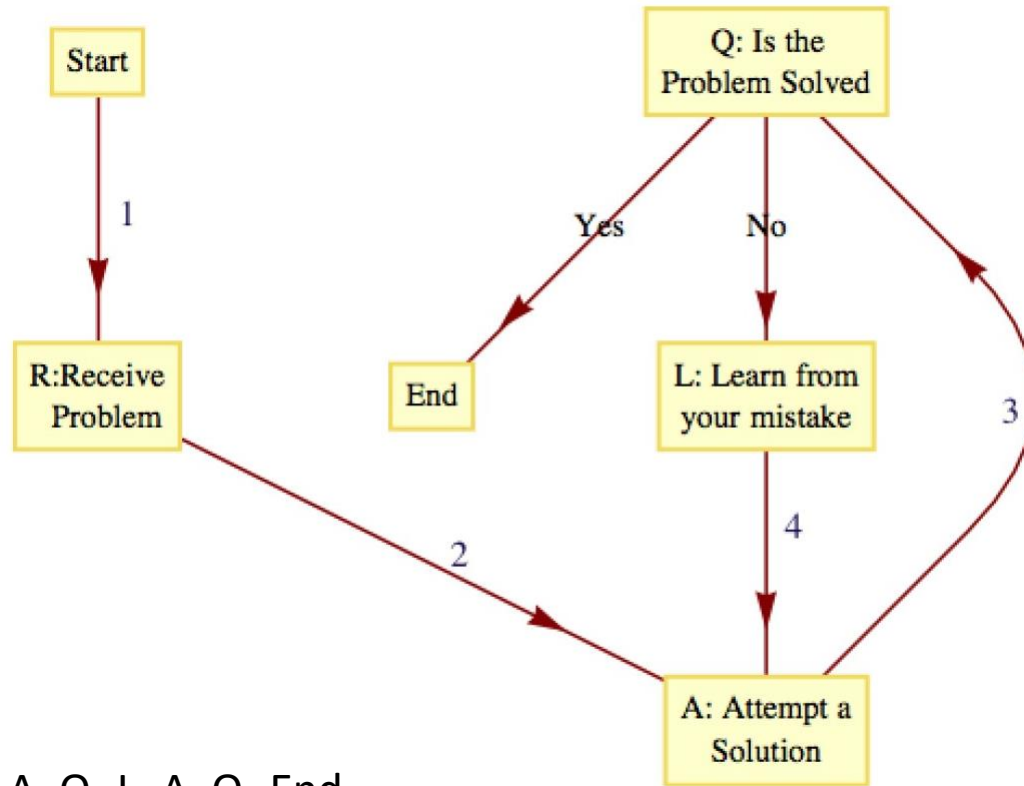 Start
Q: Is the
Problem Solved
1
Yes
No
R:Receive
Problem
End
L: Learn from
your mistake
3
2
4
A: Attempt a
Solution
A, Q, L, A, Q, End